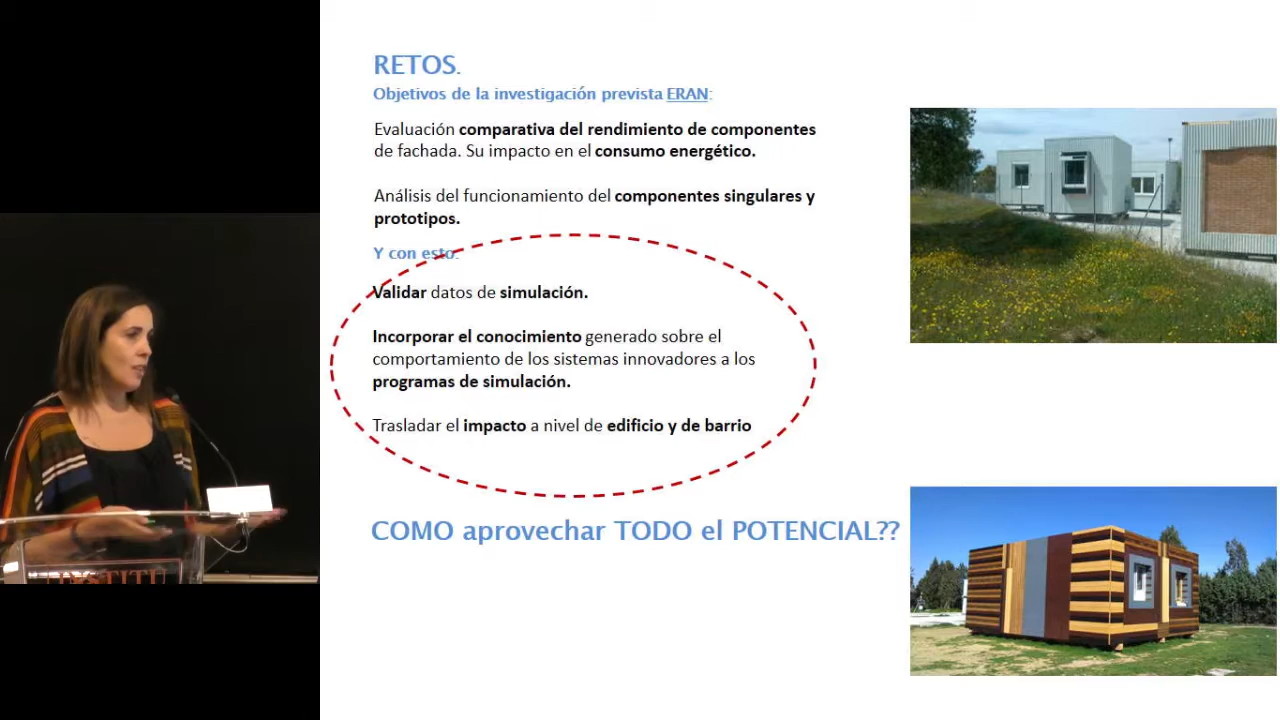 RETOS.
Objetivos de la investigación prevista ERAN:
Evaluación comparativa del rendimiento de componentes
de fachada. Su impacto en el consumo energético.
Análisis del funcionamiento del componentes singulares y
prototipos.
Y con esto:
Validar datos de simulación.
Incorporar el conocimiento generado sobre el
comportamiento de los sistemas innovadores a los
programas de simulación.
Trasladar el impacto a nivel de edificio y de barrio
COMO aprovechar TODO el POTENCIAL??